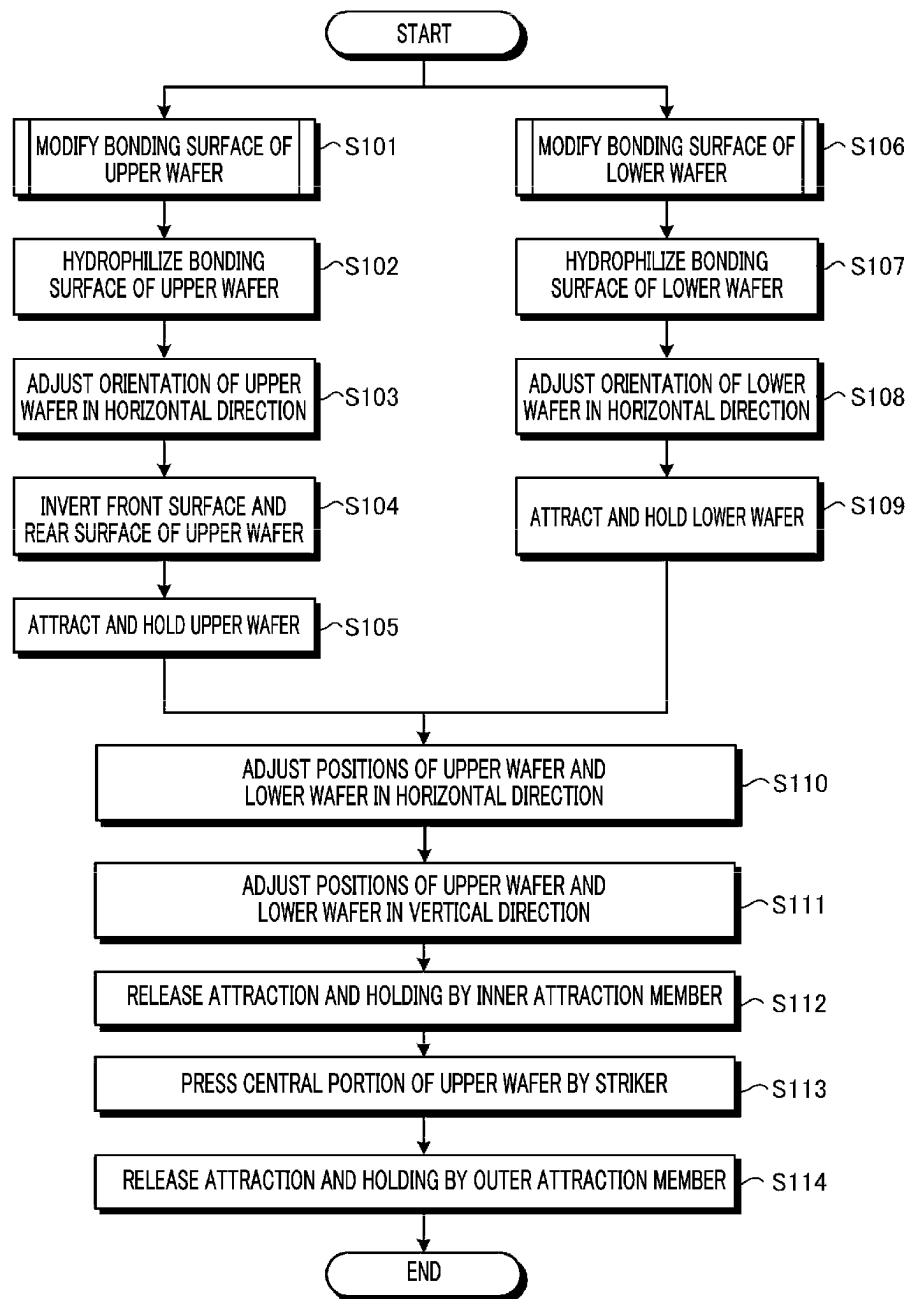 START
MODIFY BONDING SURFACE OF
UPPER WAFER
S101
HYDROPHILIZE BONDING
SURFACE OF UPPER WAFER
S102
ADJUST ORIENTATION OF UPPER
WAFER IN HORIZONTAL DIRECTION
S103
INVERT FRONT SURFACE AND
REAR SURFACE OF UPPER WAFER
S104
ATTRACT AND HOLD UPPER WAFER
S105
MODIFY BONDING SURFACE OF
LOWER WAFER
S106
HYDROPHILIZE BONDING
SURFACE OF LOWER WAFER
S107
ADJUST ORIENTATION OF LOWER
WAFER IN HORIZONTAL DIRECTION
S108
ATTRACT AND HOLD LOWER WAFER
S109
ADJUST POSITIONS OF UPPER WAFER AND
LOWER WAFER IN HORIZONTAL DIRECTION
S110
ADJUST POSITIONS OF UPPER WAFER AND
LOWER WAFER IN VERTICAL DIRECTION
S111
RELEASE ATTRACTION AND HOLDING BY INNER ATTRACTION MEMBER
S112
PRESS CENTRAL PORTION OF UPPER WAFER BY STRIKER
S113
RELEASE ATTRACTION AND HOLDING BY OUTER ATTRACTION MEMBER
S114
END